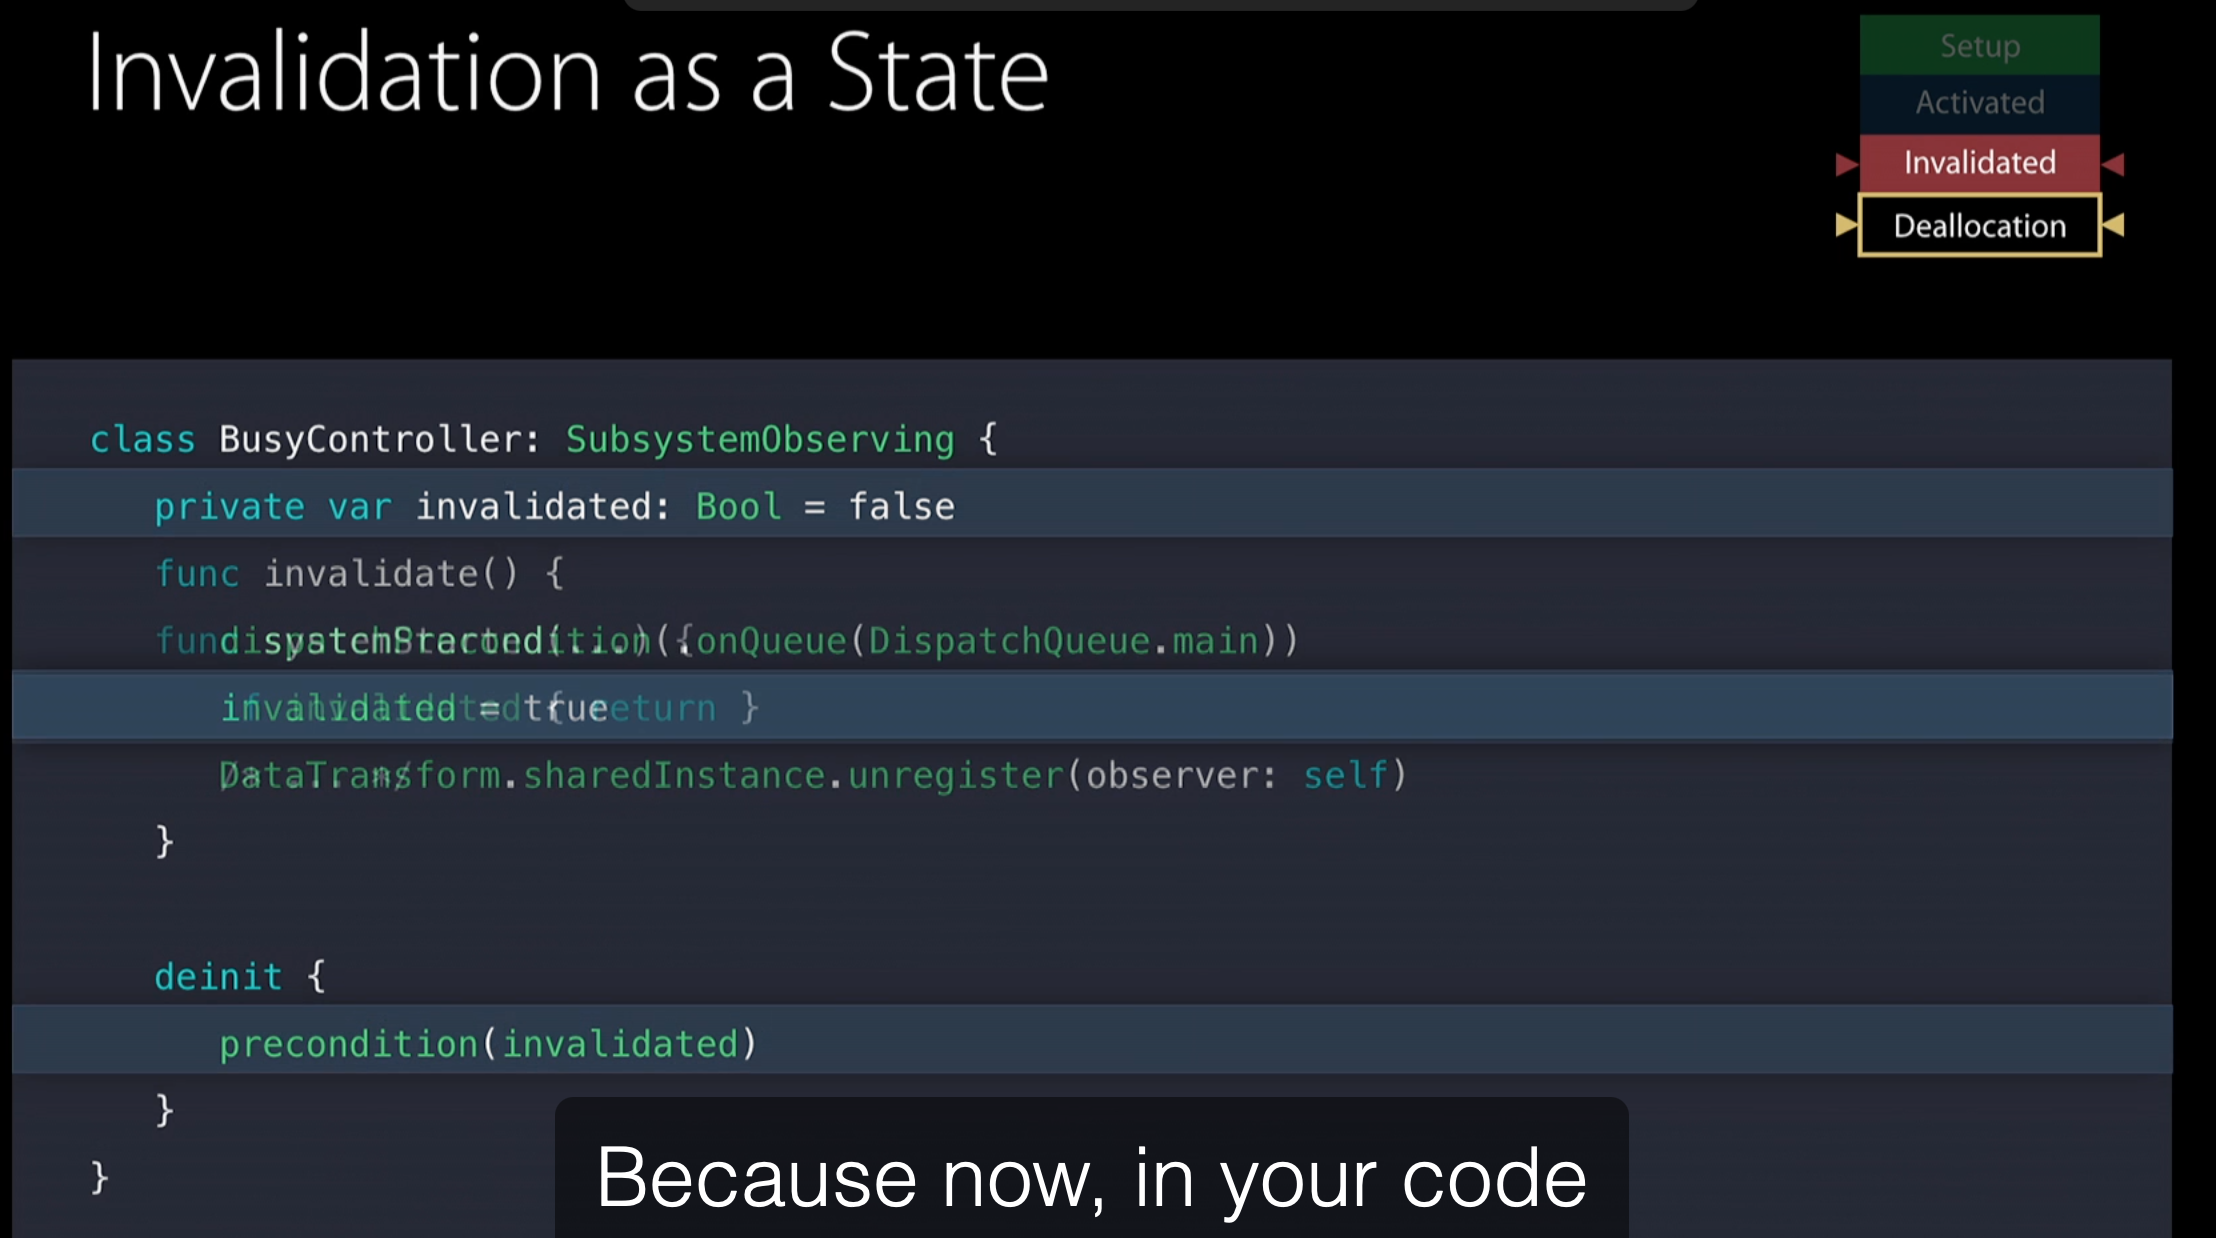 Invalidation as a State
Setup
Activated
Invalidated
Deallocation
class BusyController: SubsystemObserving {
private var invalidated: Bool = false
func invalidate() {
onQueue(DispatchQueue.main))
invalidated = true
DataTransform.sharedInstance.unregister(observer: self)
}
deinit {
precondition(invalidated)
}
}
Because now, in your code